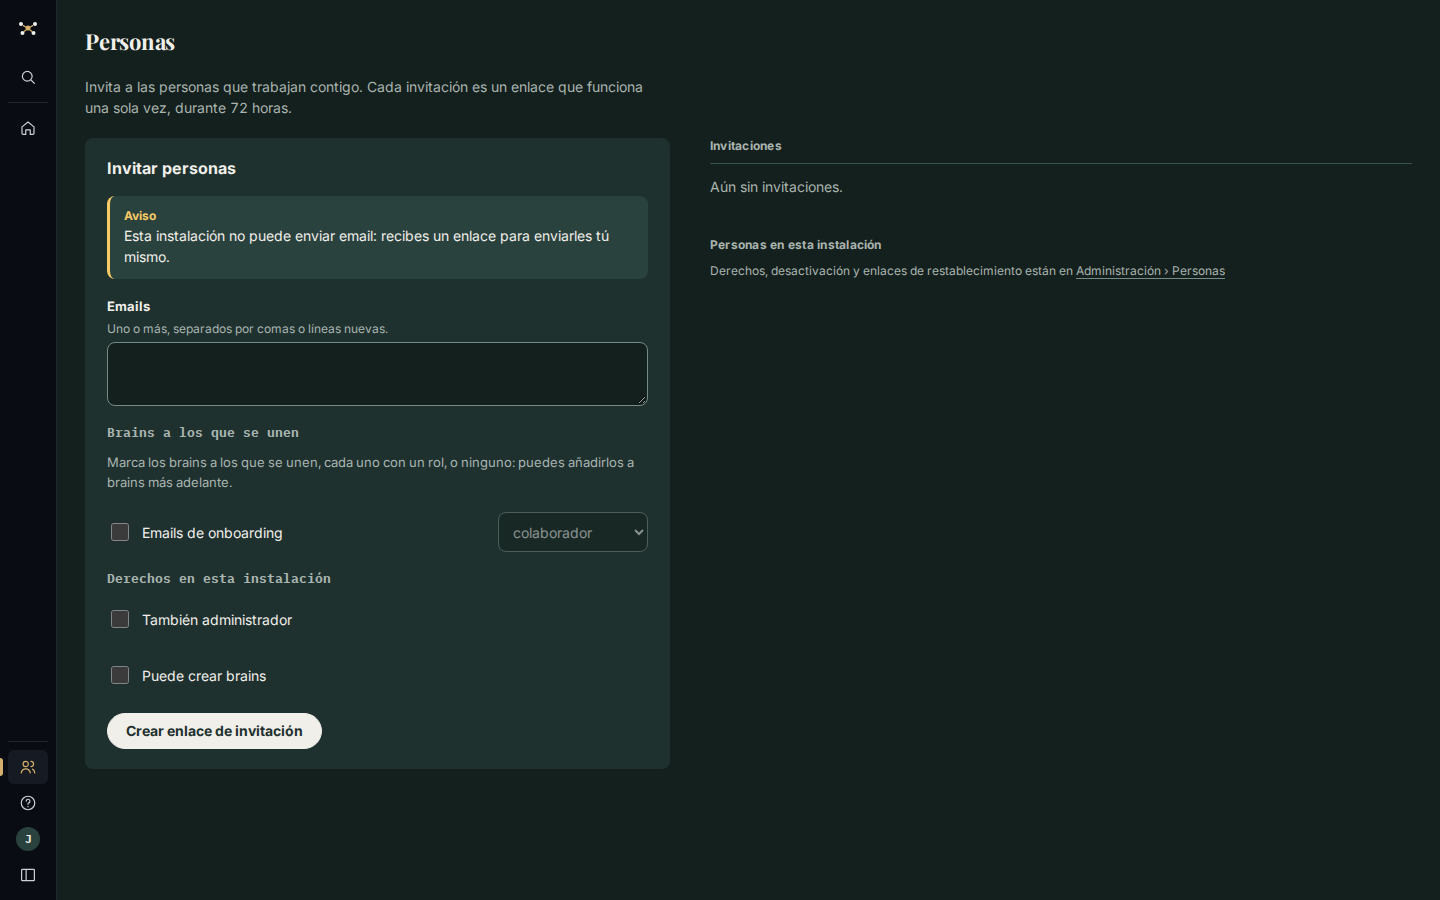 Personas
Invita a las personas que trabajan contigo. Cada invitación es un enlace que funciona
una sola vez, durante 72 horas.
Invitar personas
Aviso
Esta instalación no puede enviar email: recibes un enlace para enviarles tú
mismo.
Emails
Uno o más, separados por comas o líneas nuevas.
Brains a los que se unen
Marca los brains a los que se unen, cada uno con un rol, o ninguno: puedes añadirlos a
brains más adelante.
Emails de onboarding
colaborador
Derechos en esta instalación
También administrador
Puede crear brains
Crear enlace de invitación
Invitaciones
Aún sin invitaciones.
Personas en esta instalación
Derechos, desactivación y enlaces de restablecimiento están en Administración › Personas
J